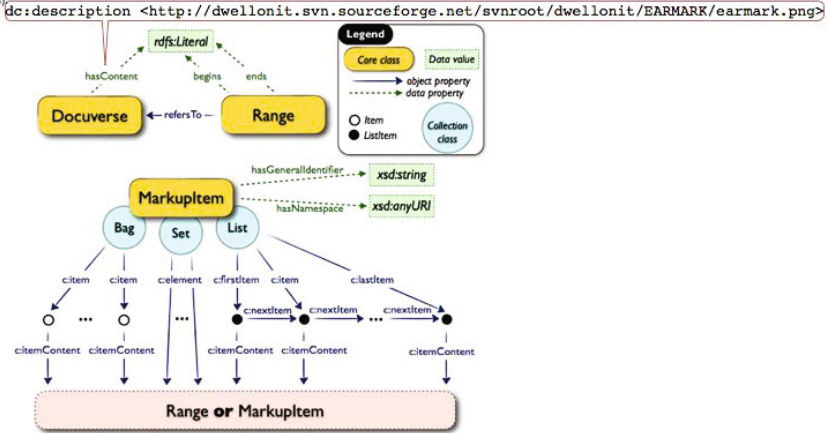 dc:description <http://dwellonit.svn.sourceforge.net/svnroot/dwellonit/EARMARK/earmark.png>
rdfs:Literal
hasContent
begins
ends
Docuverse
refersTo
Range
Legend
Core class
Data value
object property
data property
Item
ListItem
Collection
class
hasGeneralIdentifier
xsd:string
MarkupItem
hasNamespace
xsd:anyURI
Bag
Set
List
c:item
c:item
c:element
c:firstItem
c:item
c:lastItem
...
...
c:nextItem
c:nextItem
...
c:nextItem
c:itemContent
c:itemContent
c:itemContent
c:itemContent
c:itemContent
Range or MarkupItem